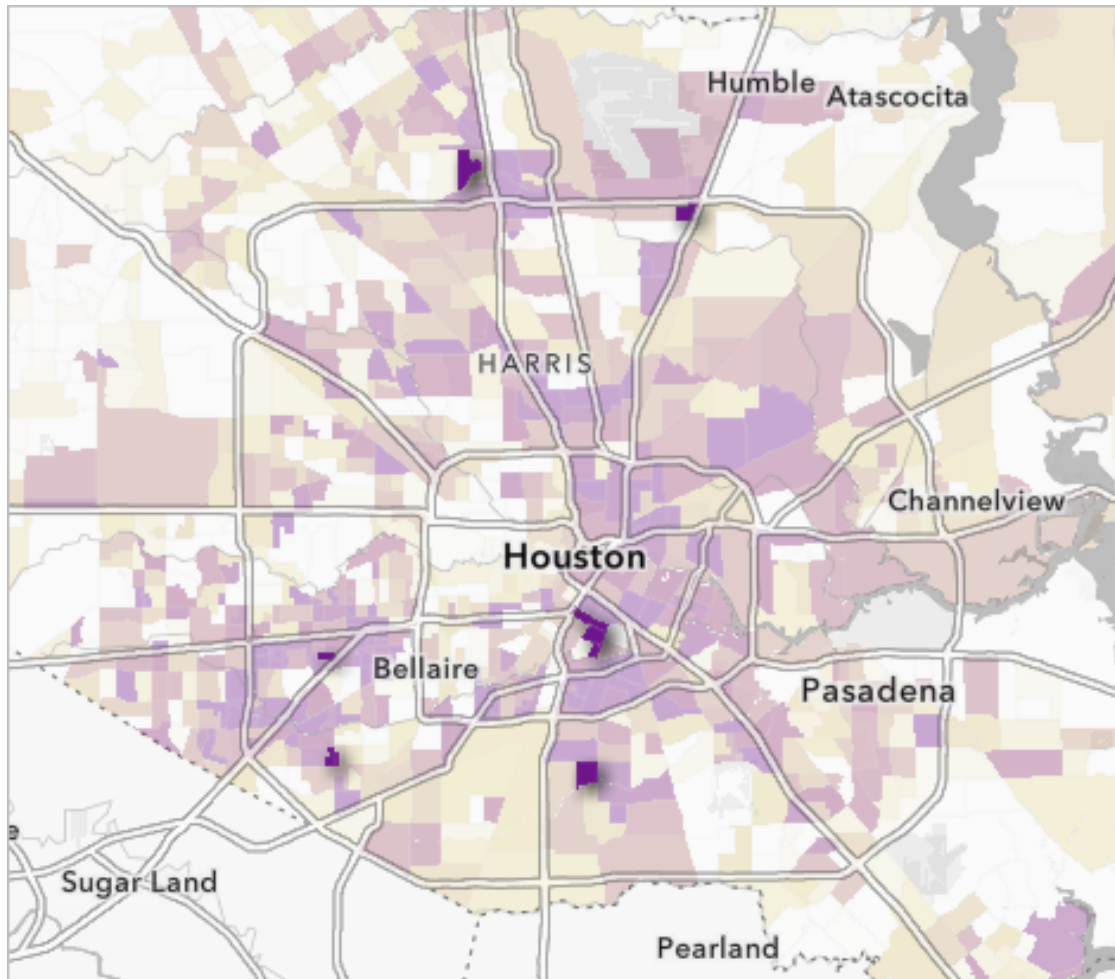 Humble
Atascocita
HARRIS
Channelview
Houston
Bellaire
Pasadena
e
Sugar Land
Pearland